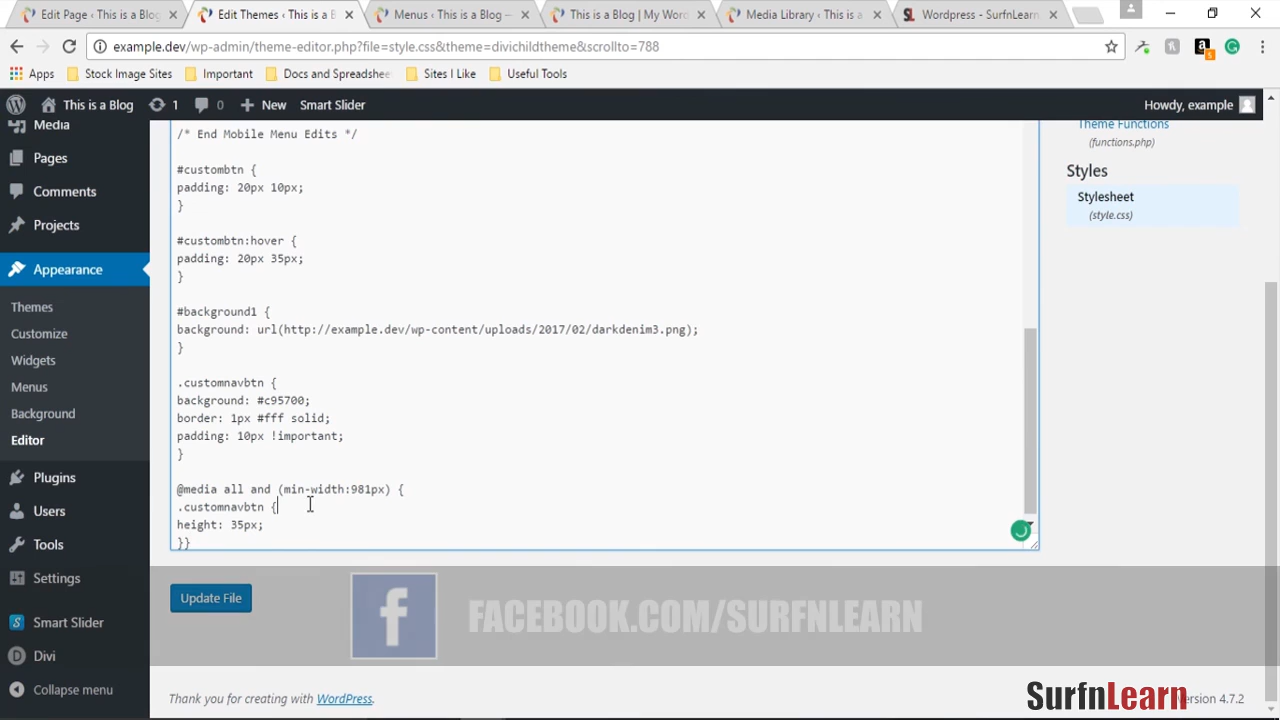 Edit Page ‹ This is a Blog
Edit Themes ‹ This is a B
Menus ‹ This is a Blog —
This is a Blog | My Wor
Media Library ‹ This is a
Wordpress - SurfnLearn
example.dev/wp-admin/theme-editor.php?file=style.css&theme=divichildtheme&scrollto=788
Apps
Stock Image Sites
Important
Docs and Spreadshee
Sites I Like
Useful Tools
This is a Blog
1
0
New
Smart Slider
Howdy, example
Media
Pages
Comments
Projects
Appearance
Themes
Customize
Widgets
Menus
Background
Editor
Plugins
Users
Tools
Settings
Smart Slider
Divi
Collapse menu
/* End Mobile Menu Edits */
#custombtn {
padding: 20px 10px;
}
#custombtn:hover {
padding: 20px 35px;
}
#background1 {
background: url(http://example.dev/wp-content/uploads/2017/02/darkdenim3.png);
}
.customnavbtn {
background: #c95700;
border: 1px #fff solid;
padding: 10px !important;
}
@media all and (min-width:981px) {
.customnavbtn {
height: 35px;
}}
Theme Functions
(functions.php)
Styles
Stylesheet
(style.css)
Update File
f
FACEBOOK.COM/SURFNLEARN
Thank you for creating with WordPress.
SurfnLearn
Version 4.7.2